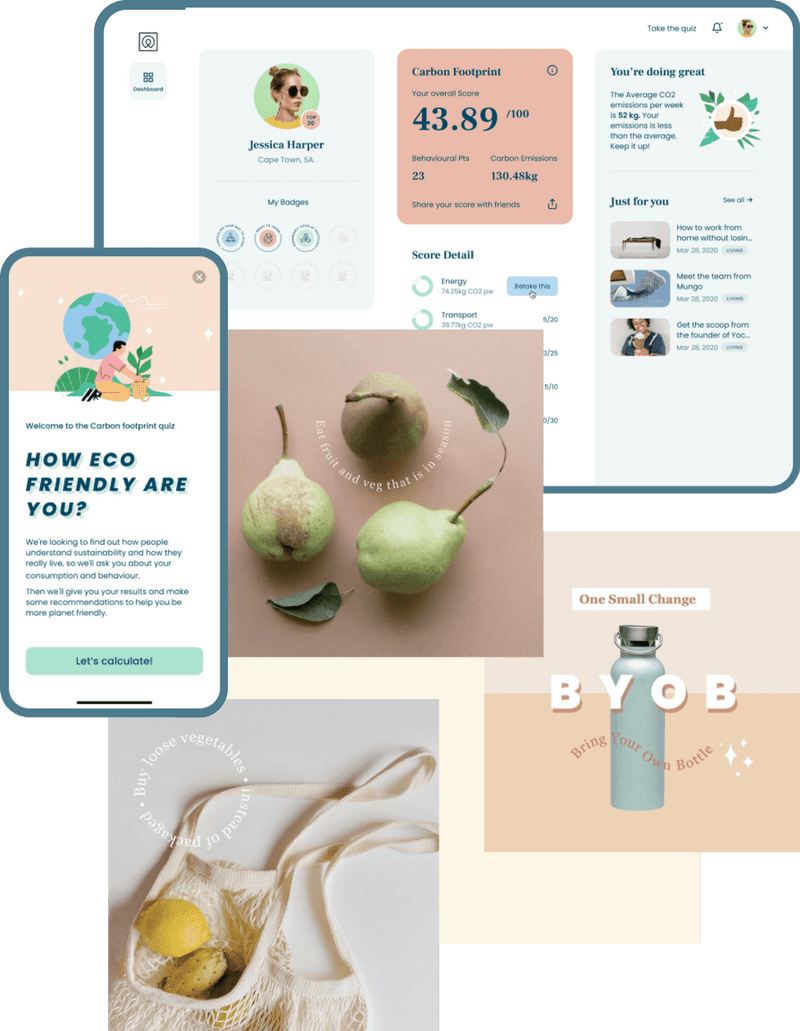 Take the quiz
Dashboard
TOP
20
Jessica Harper
Cape Town, SA.
My Badges
Carbon Footprint
Your overall Score
43.89 /100
Behavioural Pts
Carbon Emissions
23
130.48kg
Share your score with friends
Score Detail
Energy
74.25kg CO2 pw
Retake this
Transport
39.77kg CO2 pw
5/20
3/25
5/10
0/30
You're doing great
The Average CO2
emissions per week
is 52 kg. Your
emissions is less
than the average.
Keep it up!
Just for you
See all →
How to work from
home without losin...
Mar 28, 2020 LIVING
Meet the team from
Mungo
Mar 28, 2020 LIVING
Get the scoop from
the founder of Yoc...
Mar 28, 2020 LIVING
Welcome to the Carbon footprint quiz
HOW ECO
FRIENDLY ARE
YOU?
We're looking to find out how people
understand sustainability and how they
really live, so we'll ask you about your
consumption and behaviour.
Then we'll give you your results and make
some recommendations to help you be
more planet friendly.
Let's calculate!
Eat fruit and veg that is in season
One Small Change
BYOB
Bring Your Own Bottle
Buy loose vegetables • instead of packaged •